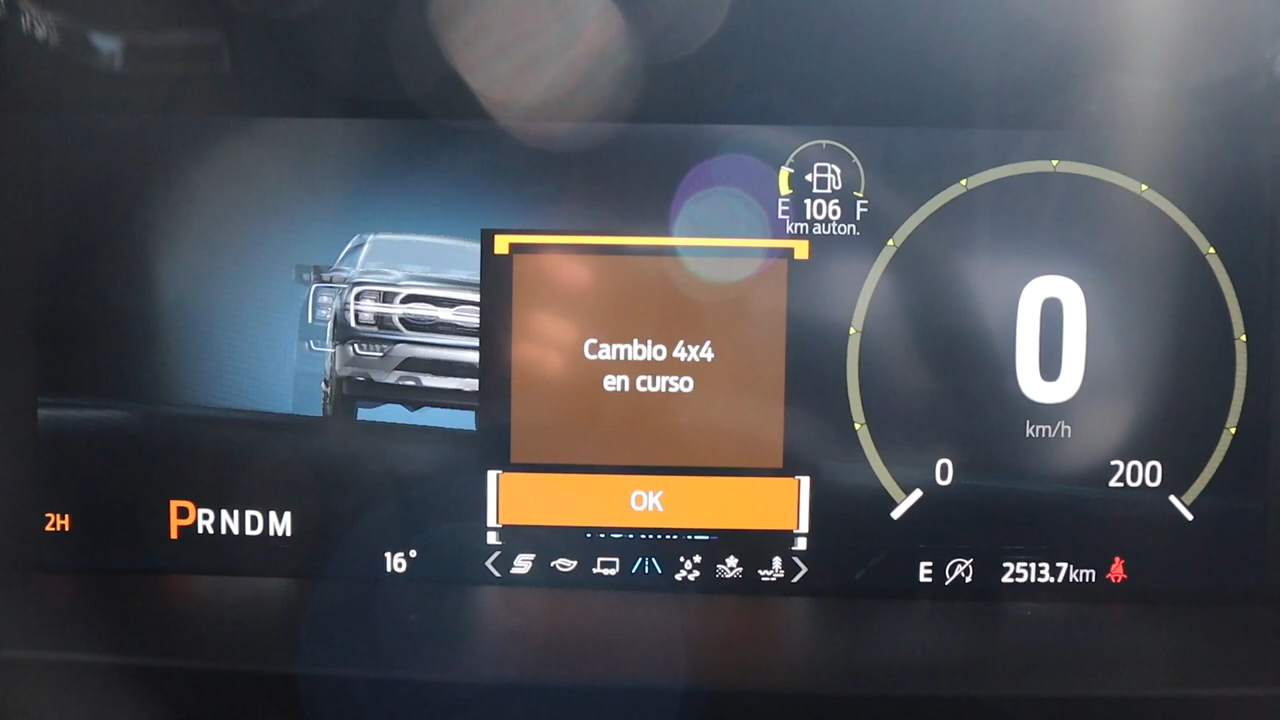 E 106 F
km auton.
Cambio 4x4
en curso
OK
0
km/h
0
200
2H
PRNDM
16°
E
2513.7km